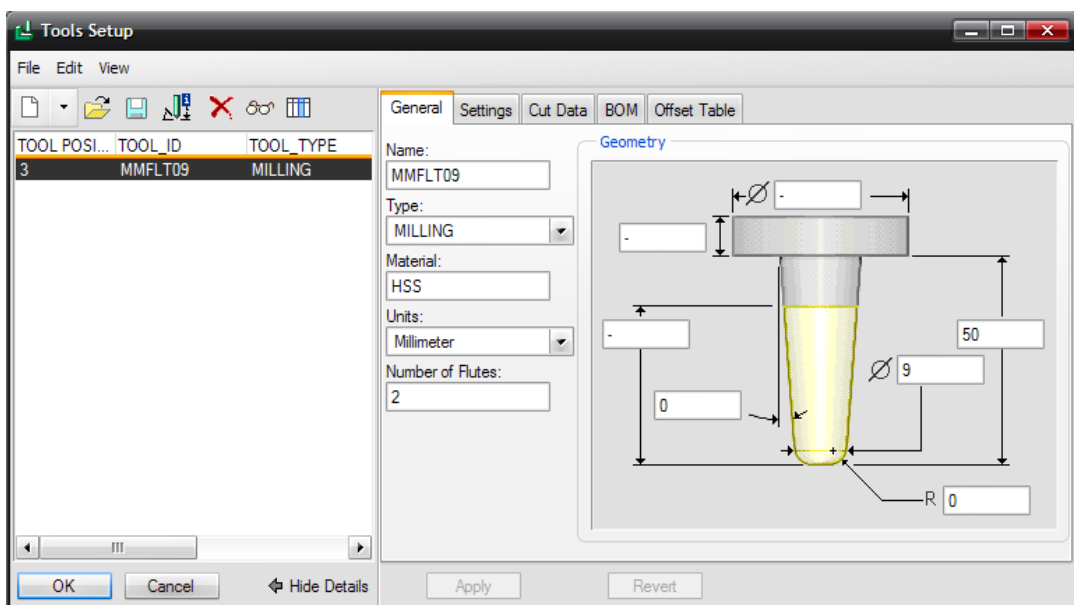 Tools Setup
File Edit View
General Settings Cut Data BOM Offset Table
TOOL POSI... TOOL_ID TOOL_TYPE
3 MMFLT09 MILLING
Name:
MMFLT09
Type:
MILLING
Material:
HSS
Units:
Millimeter
Number of Flutes:
2
Geometry
Ø -
-
-
50
Ø 9
0
R 0
OK Cancel Hide Details Apply Revert